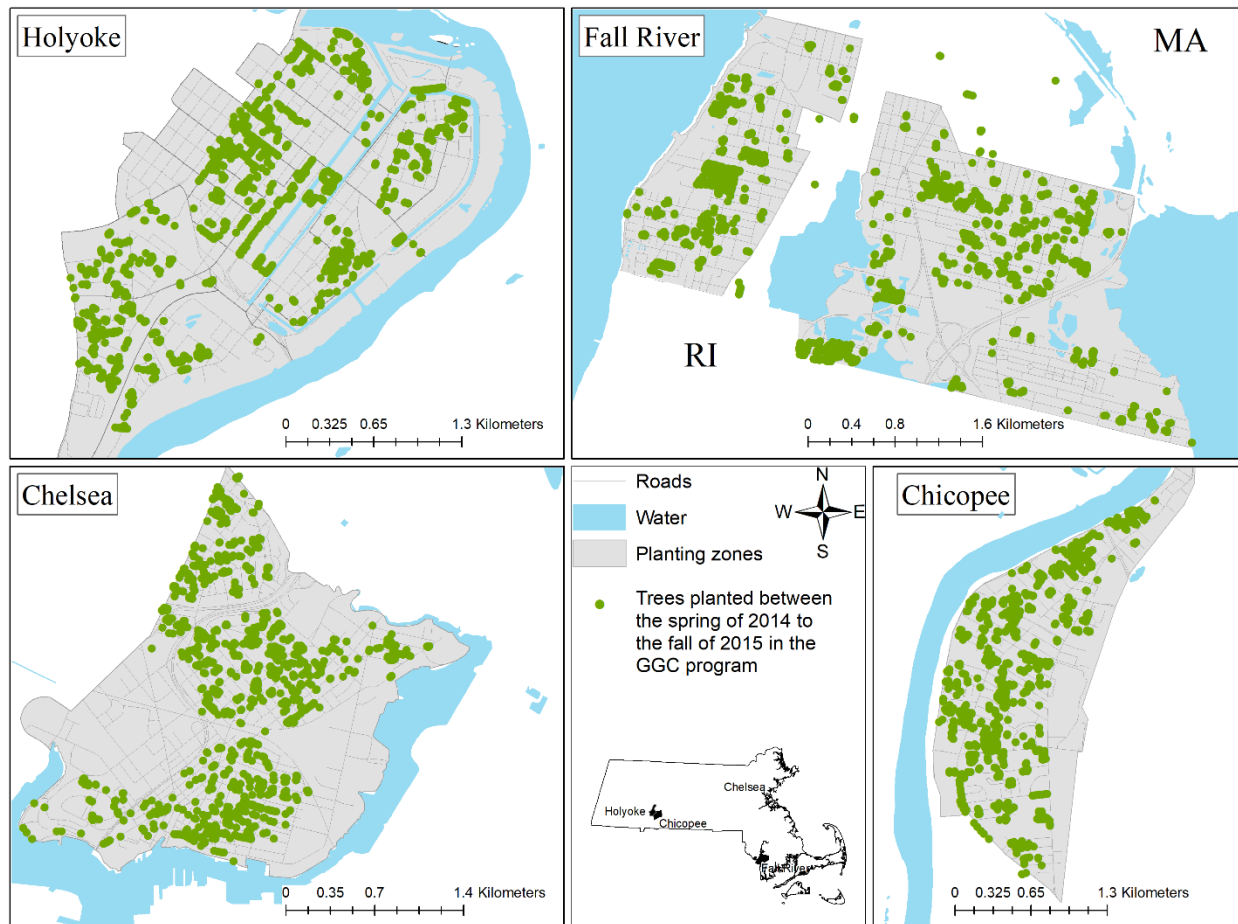 Holyoke
0 0.325 0.65 1.3 Kilometers
Fall River
MA
RI
0 0.4 0.8 1.6 Kilometers
Chelsea
0 0.35 0.7 1.4 Kilometers
Roads
Water
Planting zones
Trees planted between
the spring of 2014 to
the fall of 2015 in the
GGC program
N
W E
S
Chelsea
Holyoke
Chicopee
Fall River
Chicopee
0 0.325 0.65 1.3 Kilometers